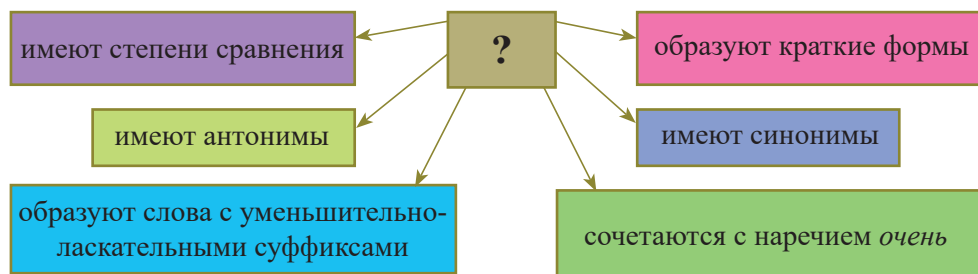 имеют степени сравнения
?
образуют краткие формы
имеют антонимы
имеют синонимы
образуют слова с уменьшительно-
ласкательными суффиксами
сочетаются с наречием очень